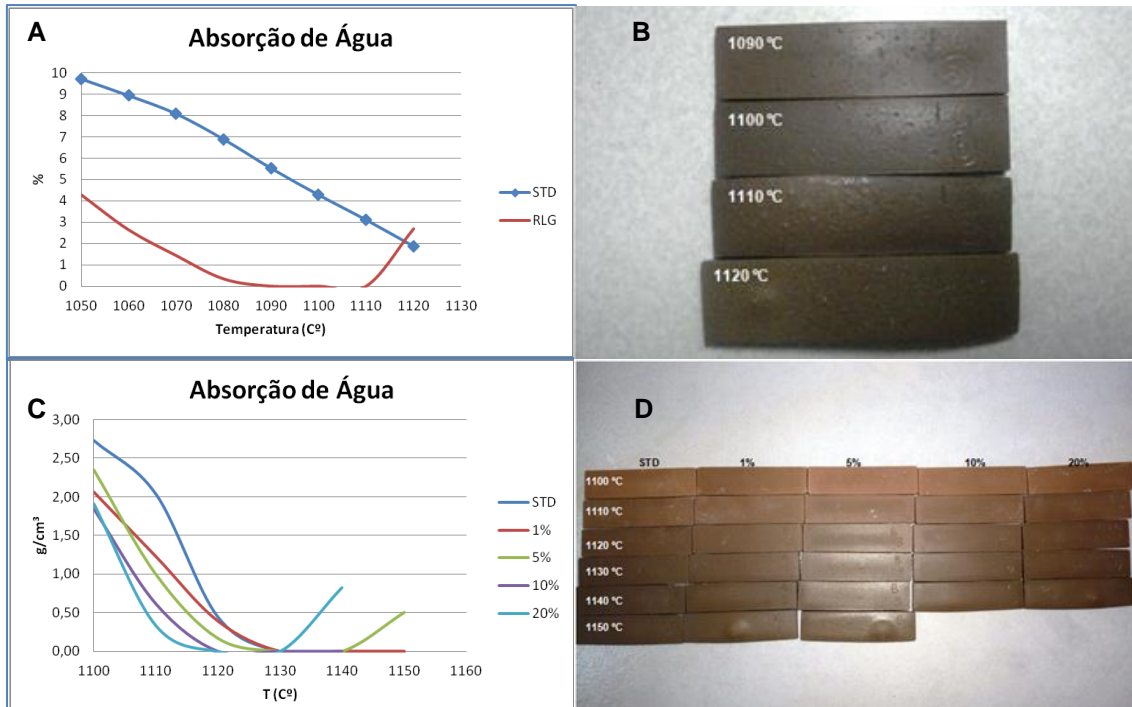 A
Absorção de Água
10
9
8
7
6
5
4
3
2
1
0
%
1050 1060 1070 1080 1090 1100 1110 1120 1130
Temperatura (Cº)
STD
RLG
B
1090 ºC
1100 ºC
1110 ºC
1120 ºC
C
Absorção de Água
3,00
2,50
2,00
1,50
1,00
0,50
0,00
g/cm³
1100 1110 1120 1130 1140 1150 1160
T (Cº)
STD
1%
5%
10%
20%
D
STD 1% 5% 10% 20%
1100 ºC
1110 ºC
1120 ºC
1130 ºC
1140 ºC
1150 ºC